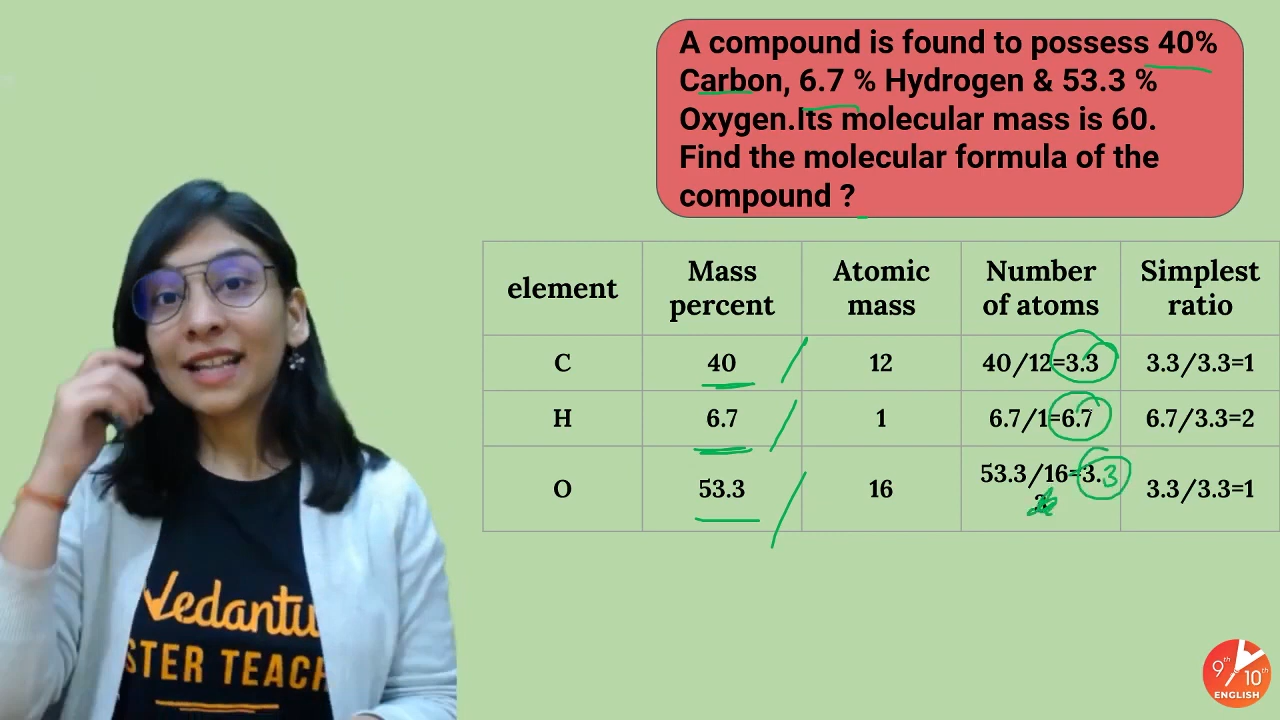 A compound is found to possess 40%
Carbon, 6.7 % Hydrogen & 53.3 %
Oxygen.Its molecular mass is 60.
Find the molecular formula of the
compound ?
element Mass percent Atomic mass Number of atoms Simplest ratio
C 40 12 40/12=3.3 3.3/3.3=1
H 6.7 1 6.7/1=6.7 6.7/3.3=2
O 53.3 16 53.3/16=3.3 3.3/3.3=1
Vedantu
STER TEACH
9th 10th
ENGLISH